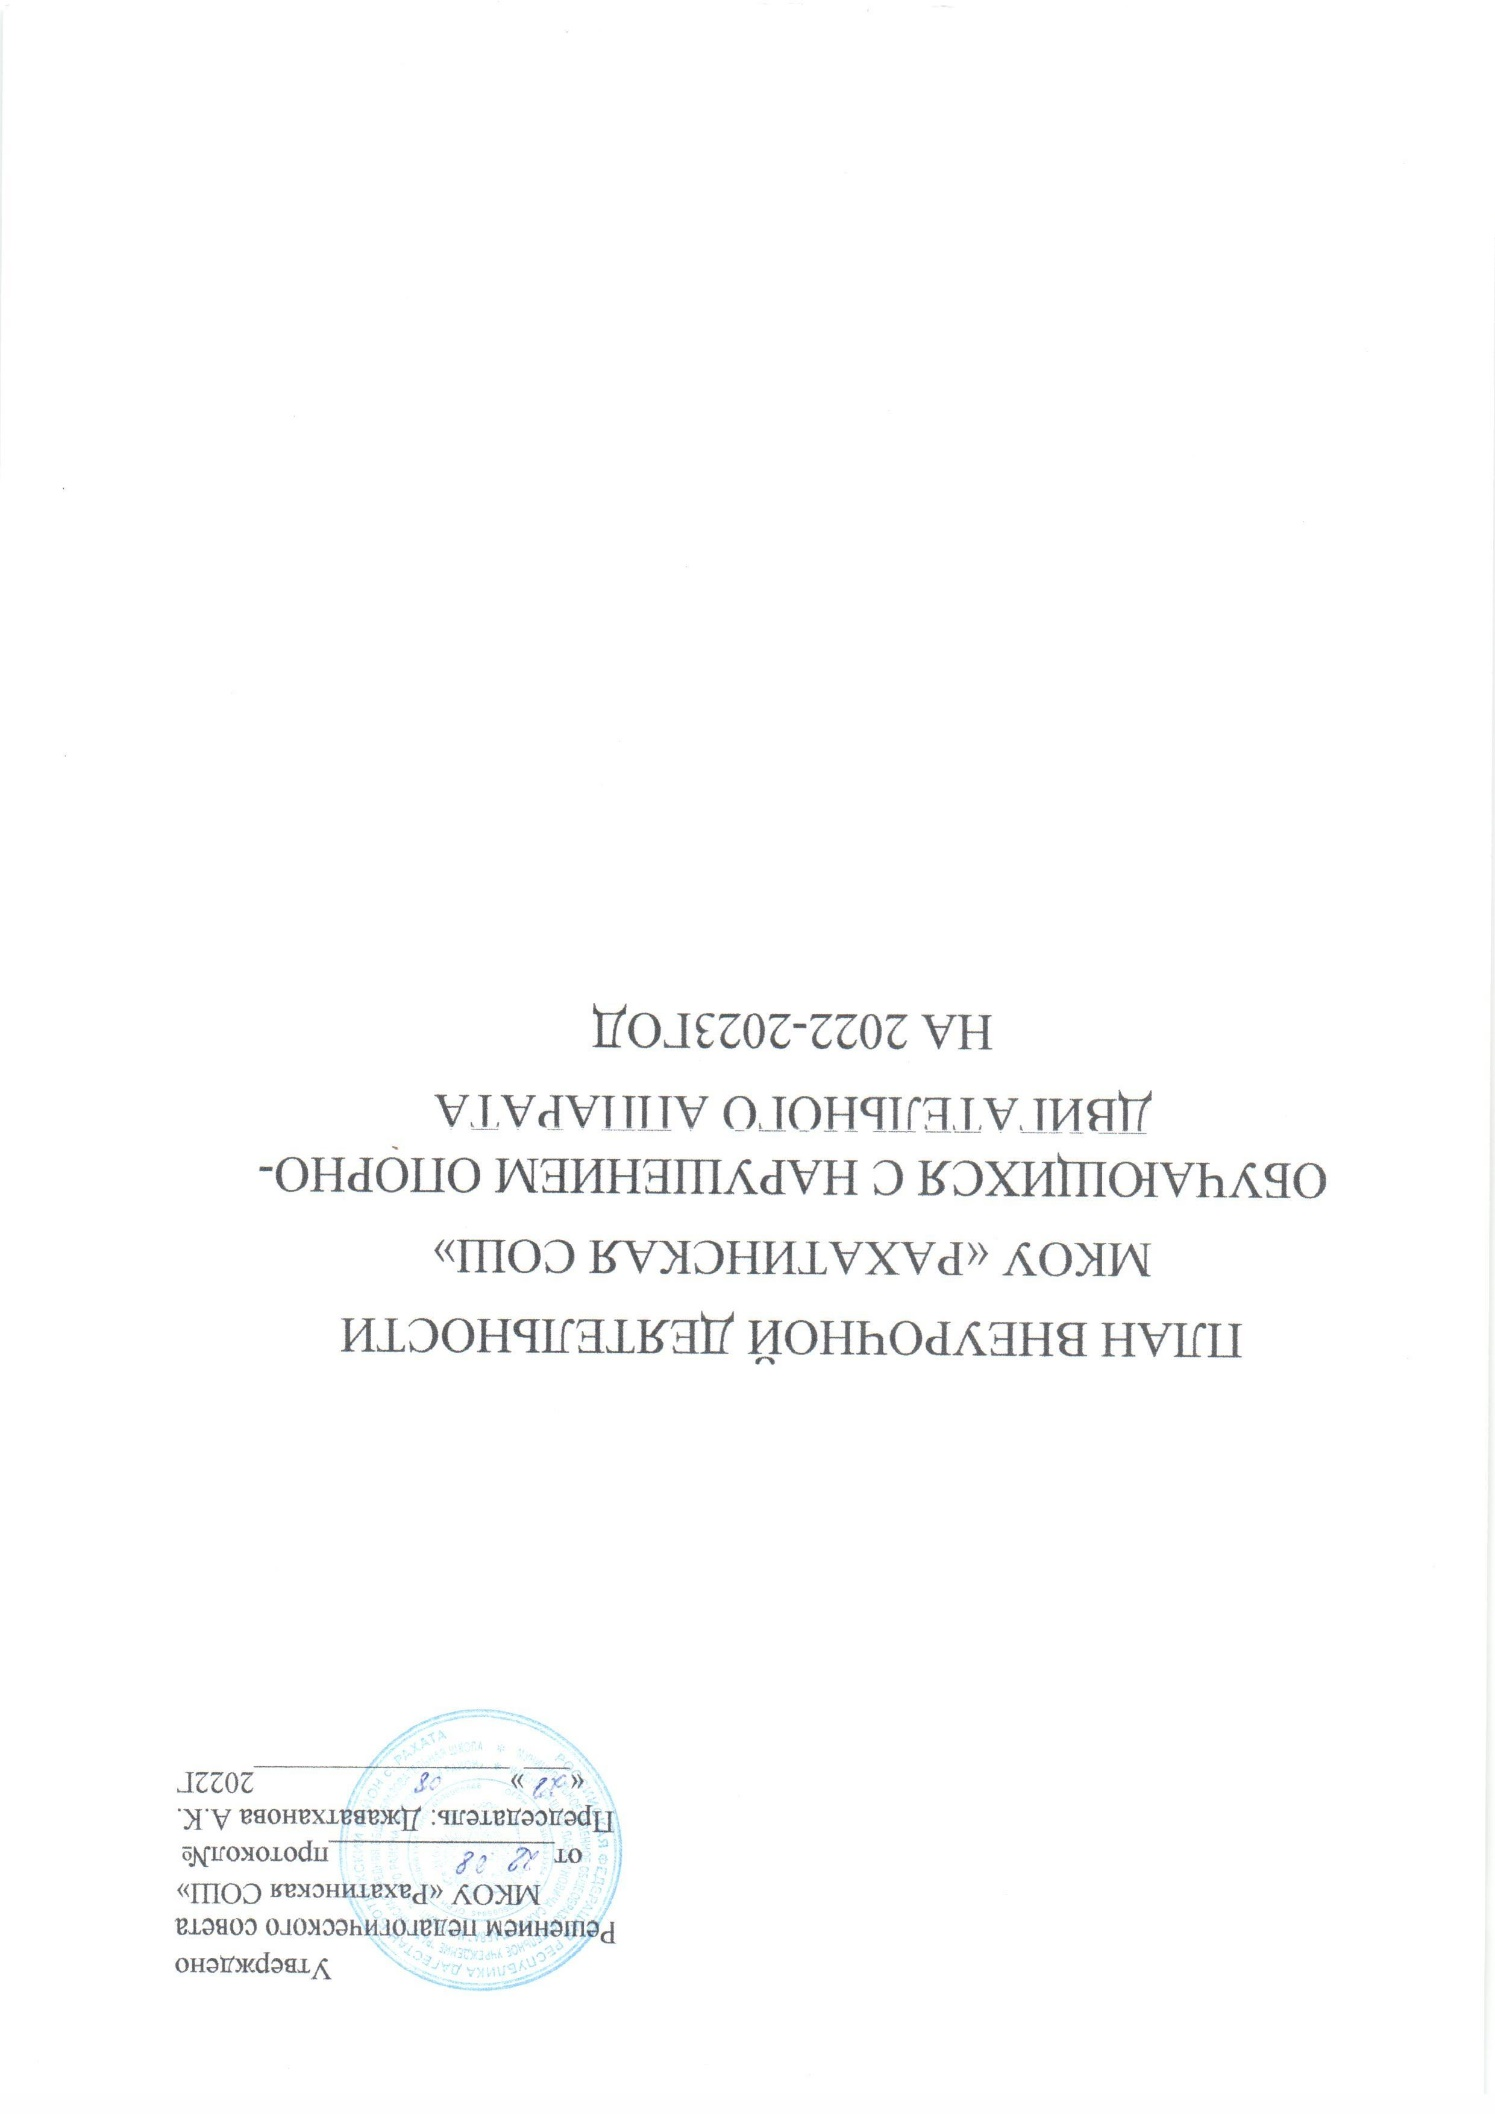 Утверждено
Решением педагогического совета
МКОУ «Рахатинская СОШ»
от протокол№
Председатель: Джаватханова А.К.
« » 2022Г
ПЛАН ВНЕУРОЧНОЙ ДЕЯТЕЛЬНОСТИ
МКОУ «РАХАТИНСКАЯ СОШ»
ОБУЧАЮЩИХСЯ С НАРУШЕНИЕМ ОПОРНО-
ДВИГАТЕЛЬНОГО АППАРАТА
НА 2022-2023ГОД